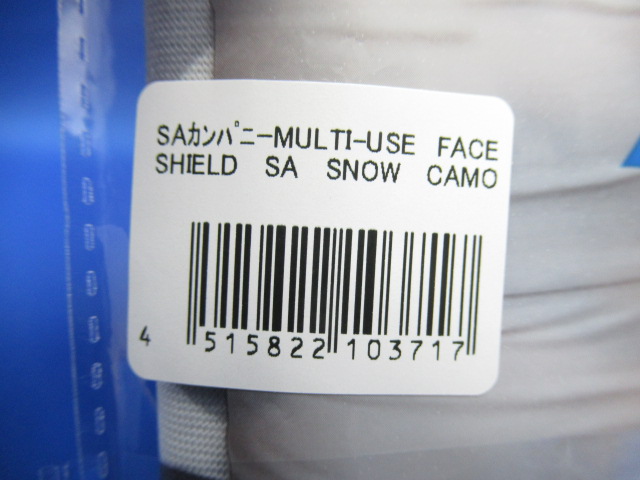 SAｶﾝﾊﾟﾆｰMULTI-USE FACE
SHIELD SA SNOW CAMO
4 515822 103717